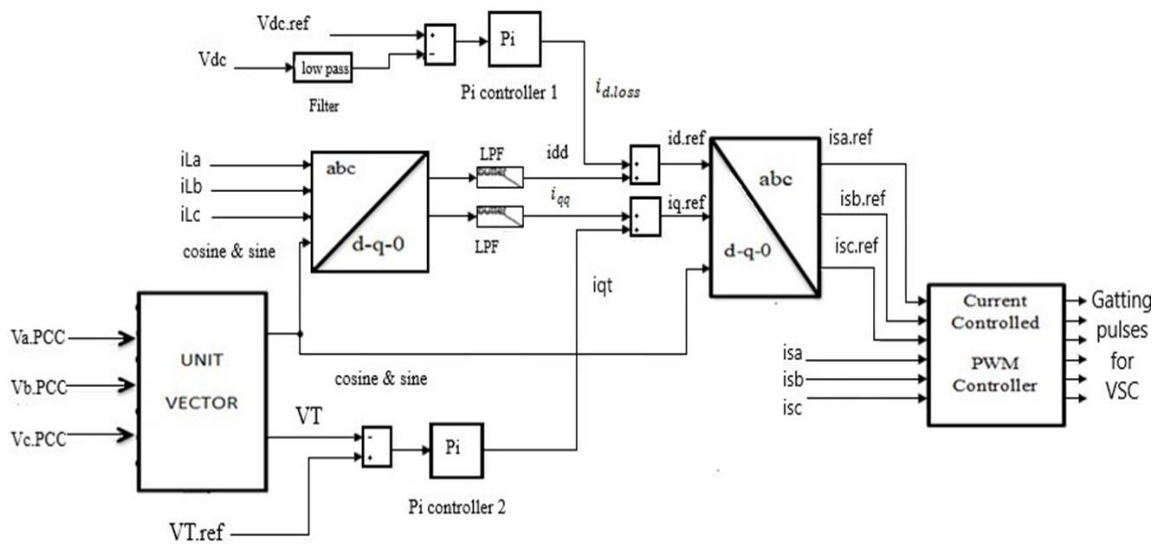 Vdc.ref
Vdc
low pass
Filter
+
-
Pi
Pi controller 1
id.loss
iLa
iLb
iLc
cosine & sine
abc
d-q-0
LPF
LPF
idd
iqq
+
+
+
+
id.ref
iq.ref
iqt
abc
d-q-0
isa.ref
isb.ref
isc.ref
Va.PCC
Vb.PCC
Vc.PCC
UNIT
VECTOR
cosine & sine
VT
VT.ref
-
+
Pi
Pi controller 2
isa
isb
isc
Current
Controlled
PWM
Controller
Gatting
pulses
for
VSC